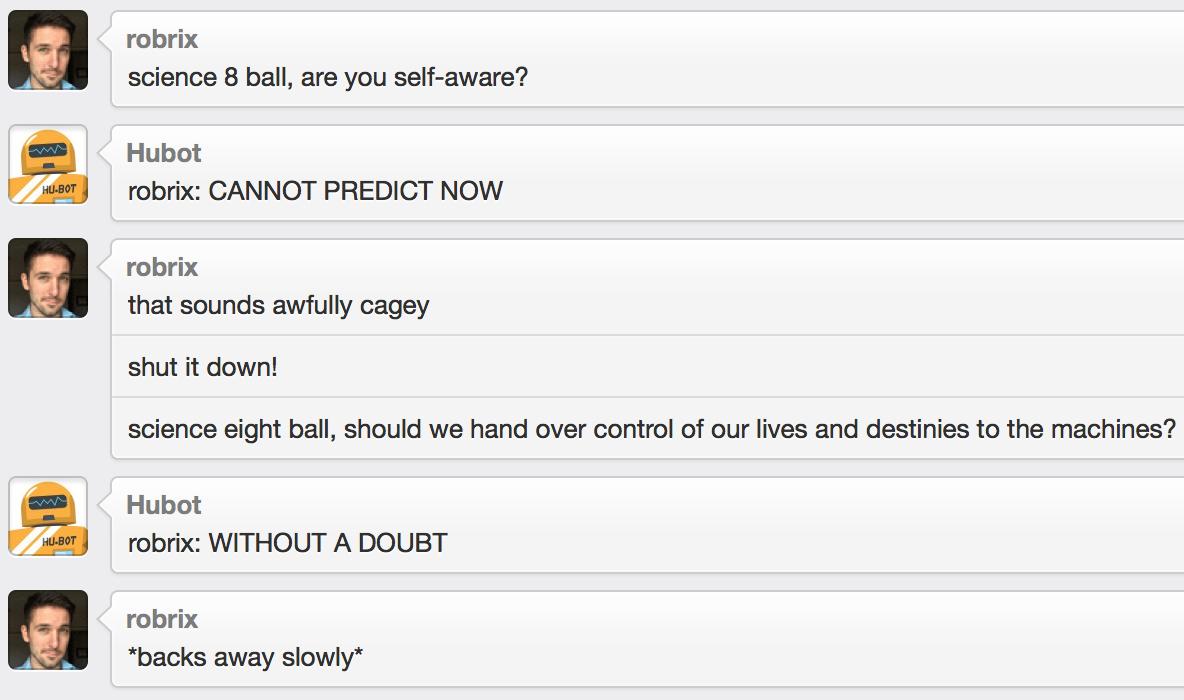 robrix
science 8 ball, are you self-aware?
Hubot
HU-BOT
robrix: CANNOT PREDICT NOW
robrix
that sounds awfully cagey
shut it down!
science eight ball, should we hand over control of our lives and destinies to the machines?
Hubot
HU-BOT
robrix: WITHOUT A DOUBT
robrix
*backs away slowly*